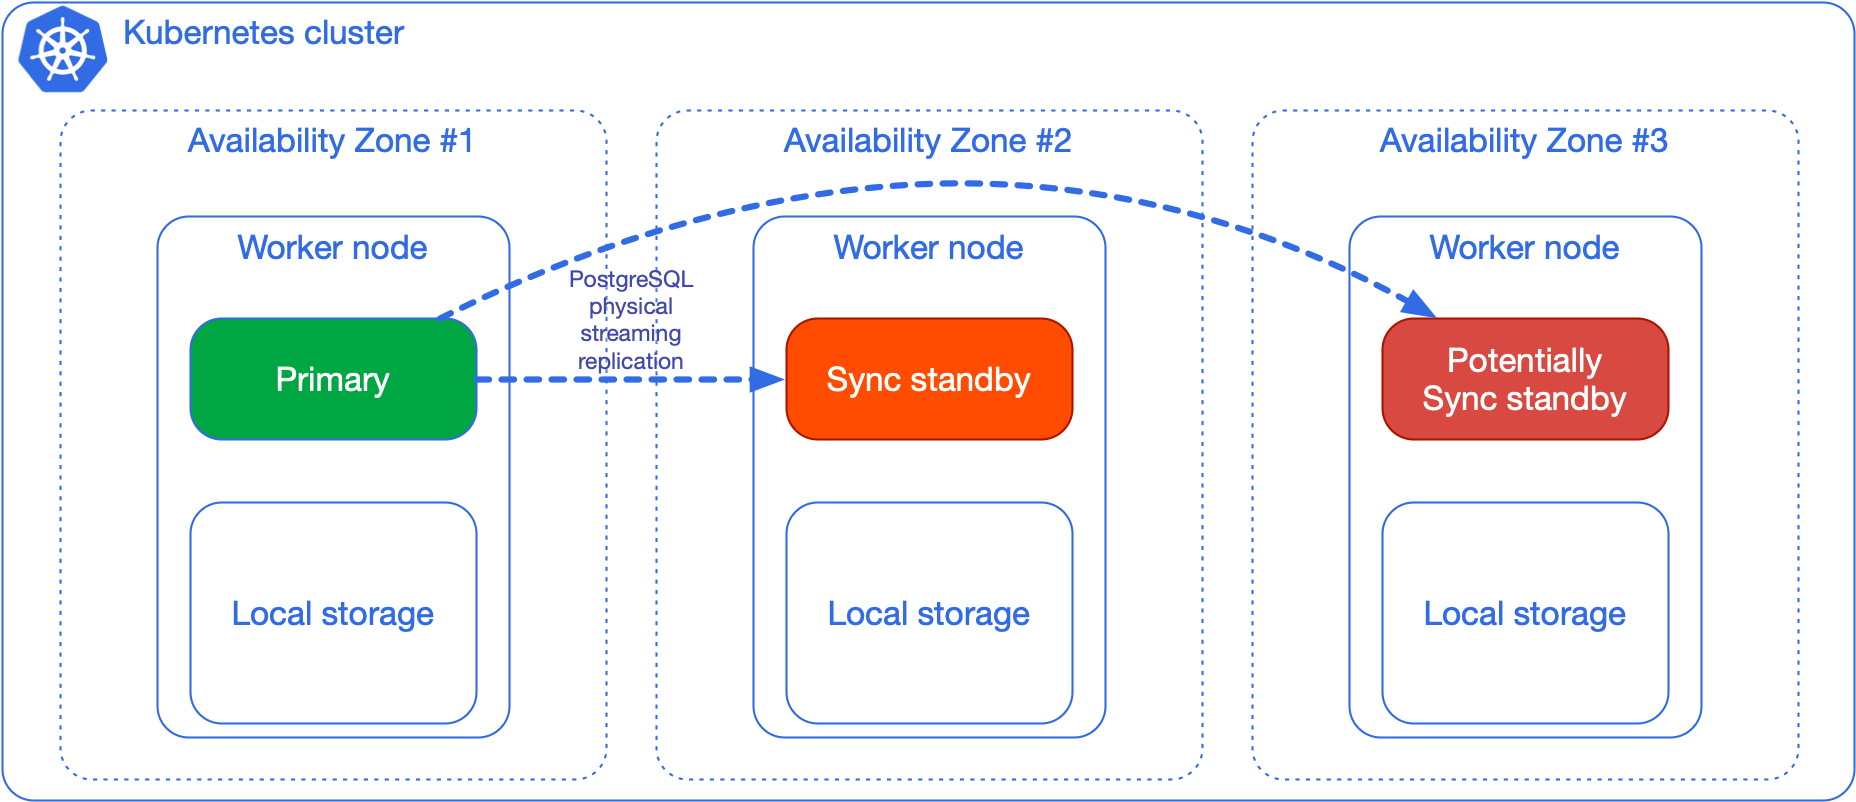 Kubernetes cluster
Availability Zone #1
Availability Zone #2
Availability Zone #3
Worker node
Worker node
Worker node
PostgreSQL
physical
streaming
replication
Primary
Sync standby
Potentially
Sync standby
Local storage
Local storage
Local storage